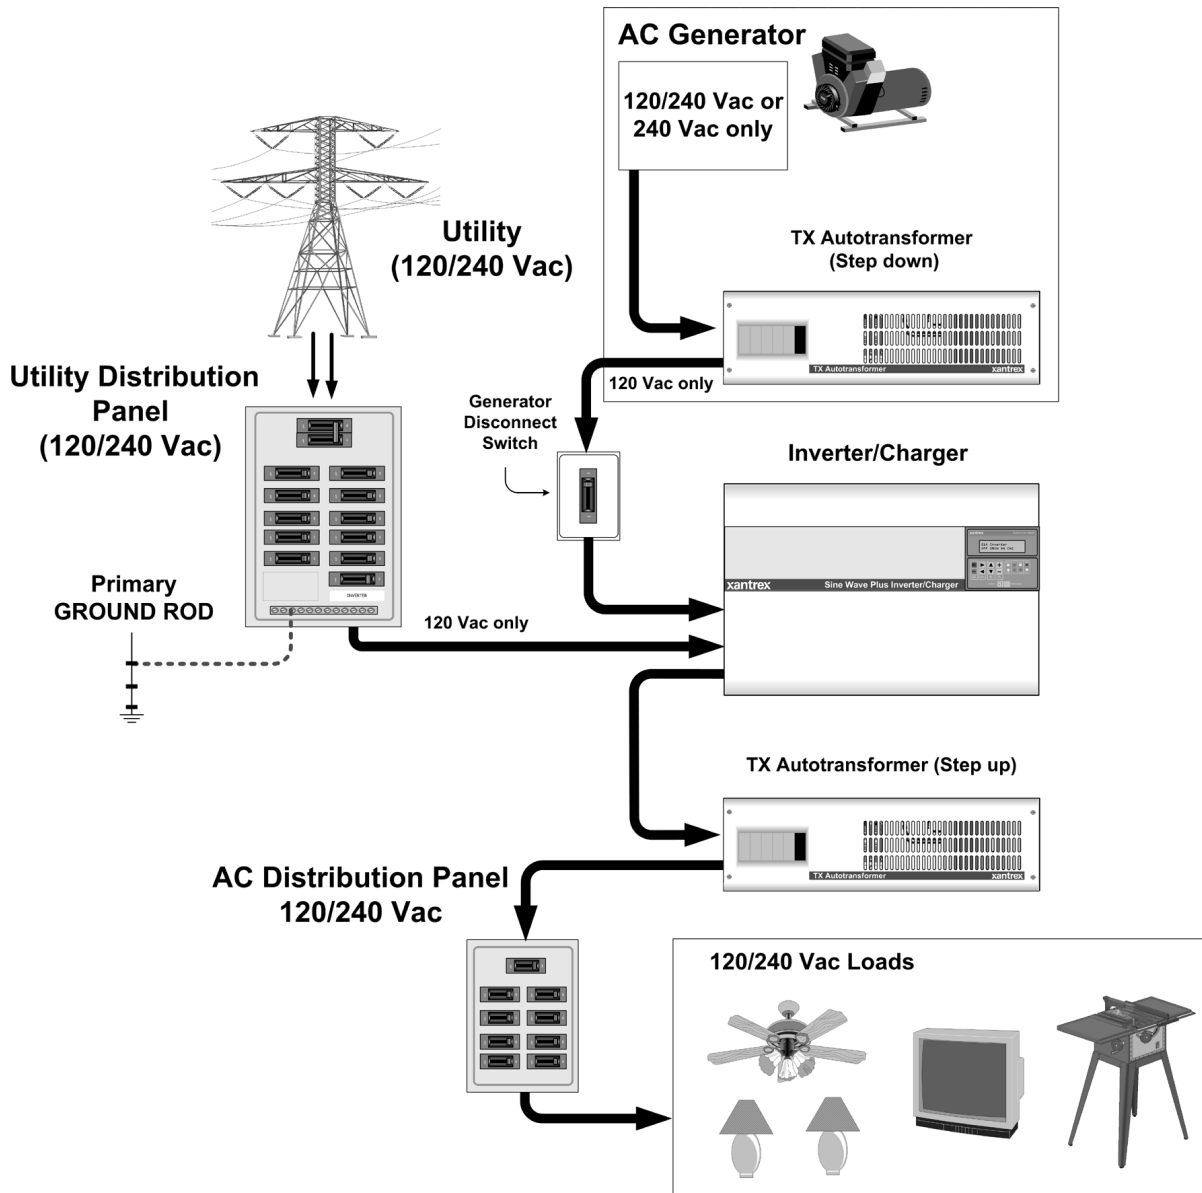 AC Generator
120/240 Vac or
240 Vac only
Utility
(120/240 Vac)
TX Autotransformer
(Step down)
TX Autotransformer
xantrex
120 Vac only
Utility Distribution
Panel
(120/240 Vac)
Generator
Disconnect
Switch
Inverter/Charger
xantrex
Sine Wave Plus Inverter/Charger
Primary
GROUND ROD
INVERTER
120 Vac only
TX Autotransformer (Step up)
TX Autotransformer
xantrex
AC Distribution Panel
120/240 Vac
120/240 Vac Loads